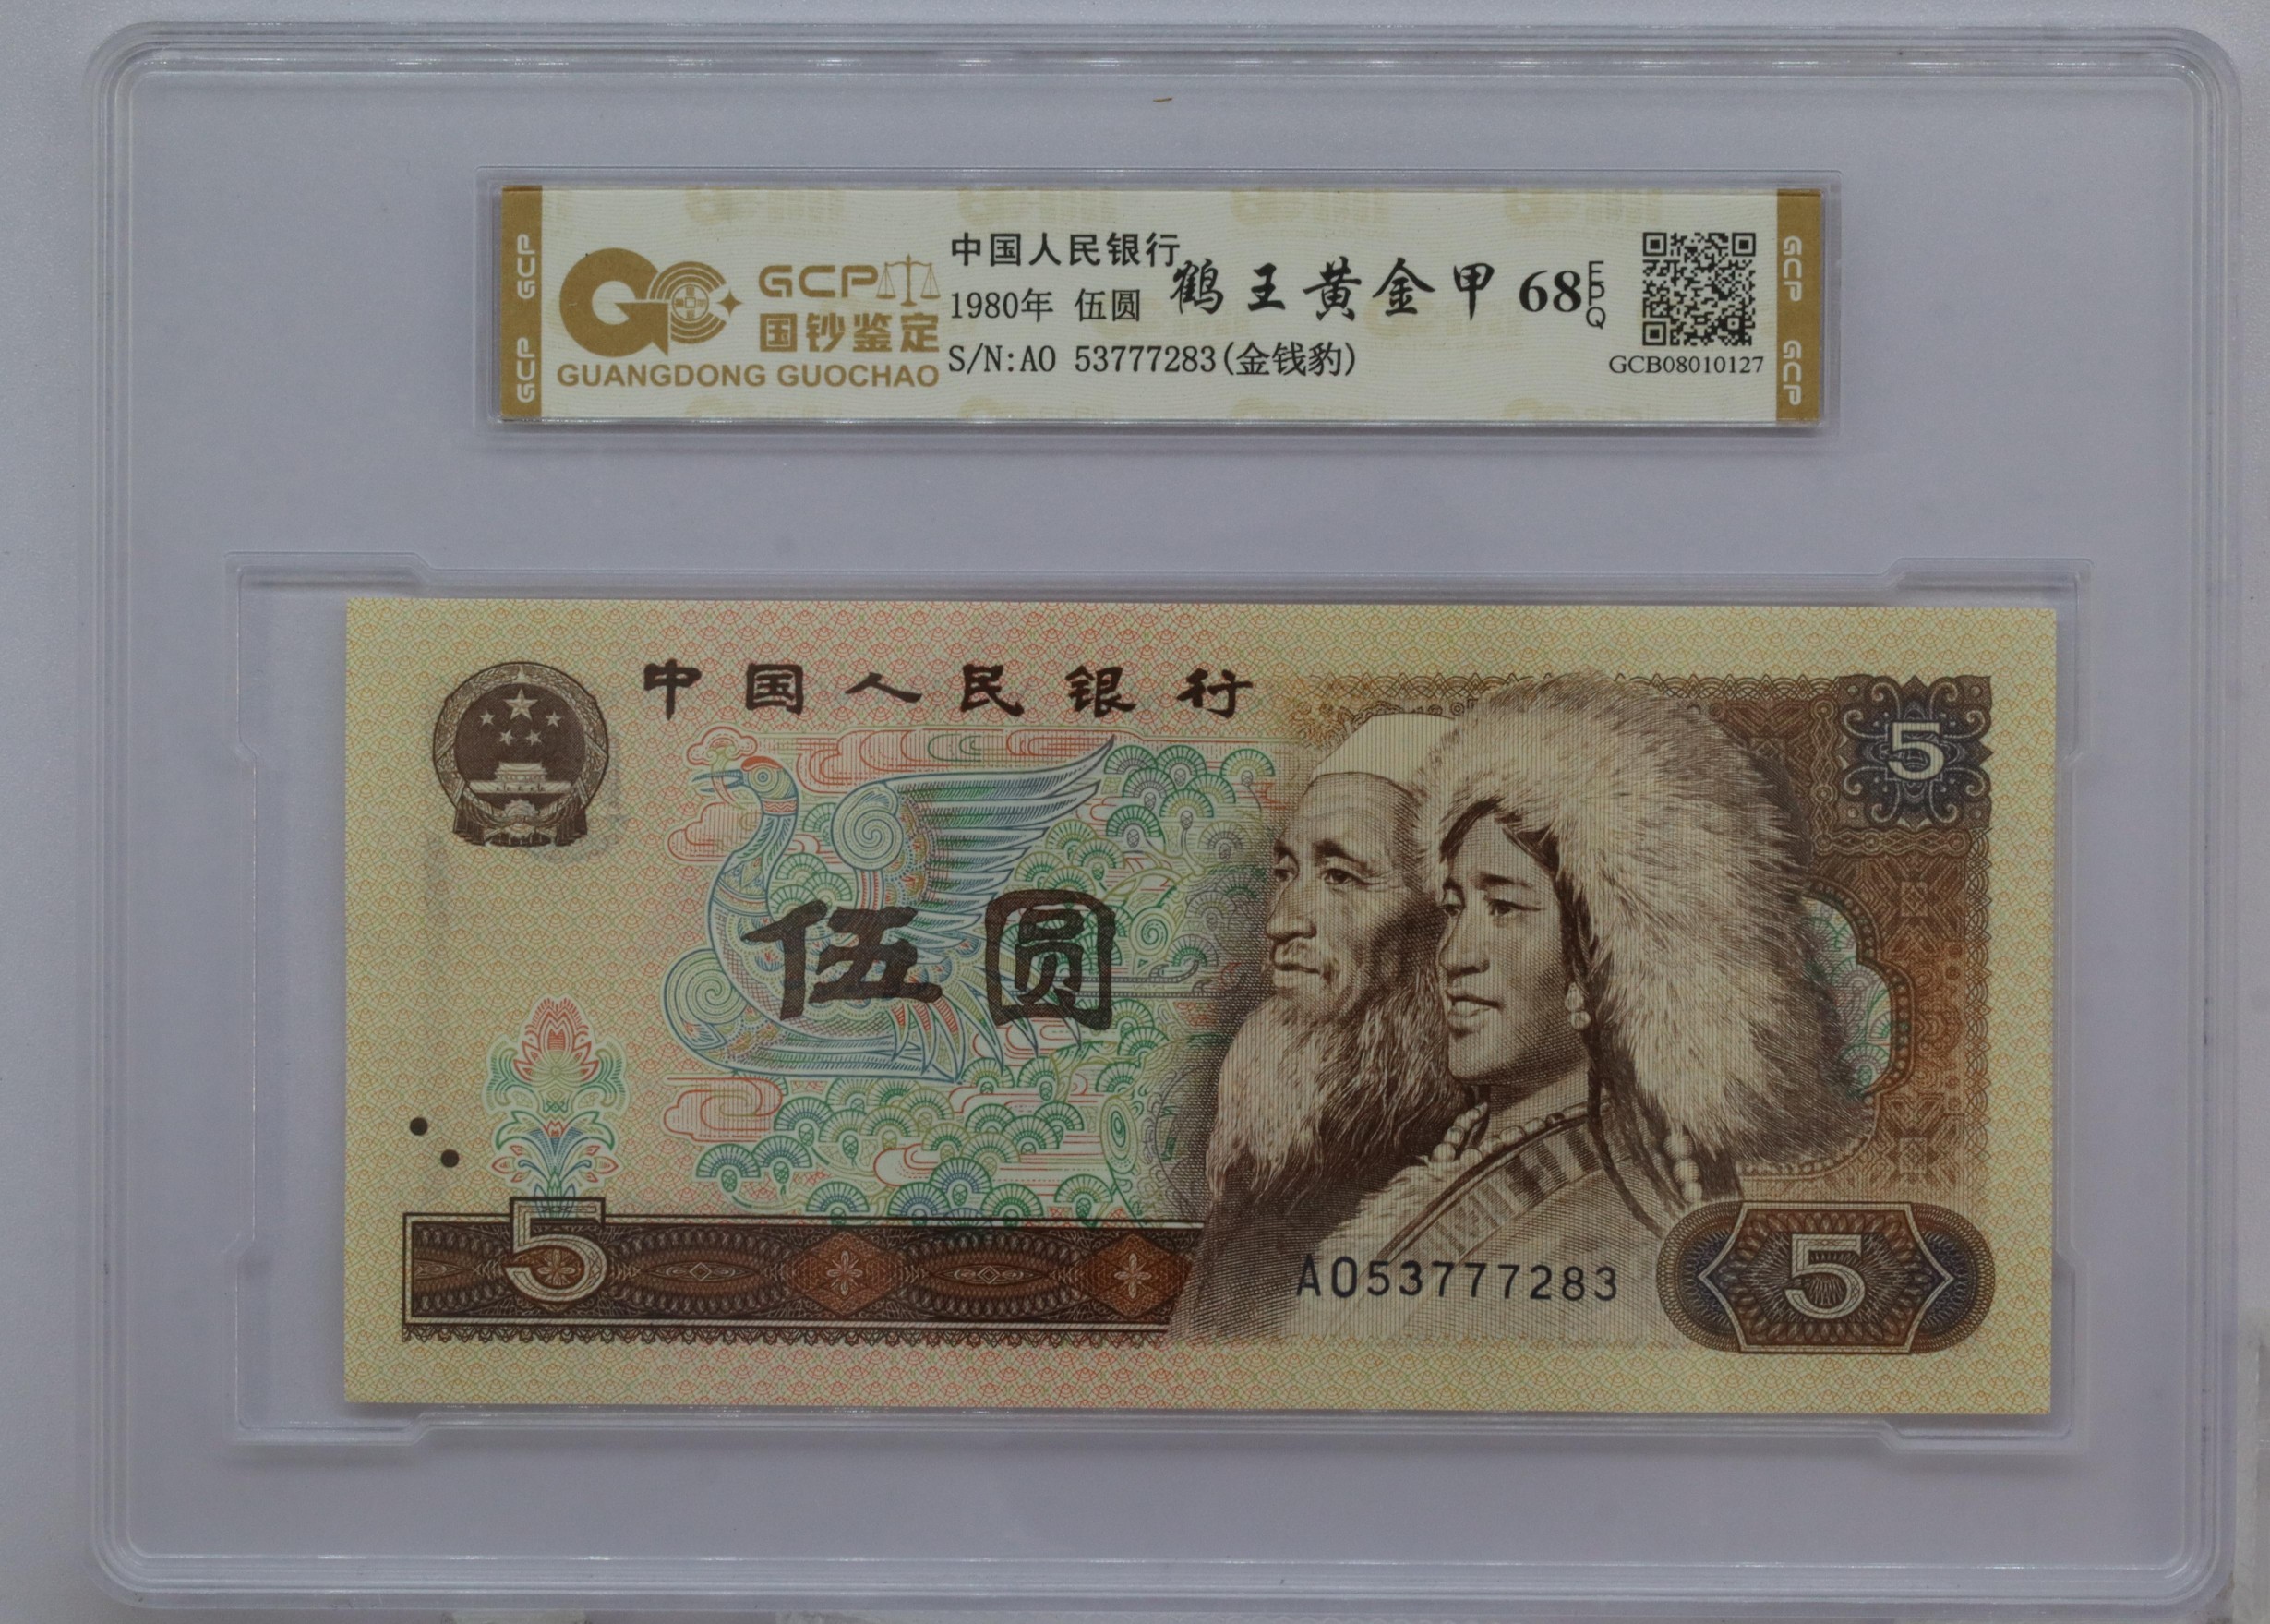 中国人民银行
1980年 伍圆
S/N:AO 53777283(金钱豹)
鹤王黄金甲 68 EPQ
GCB08010127
GCP
国钞鉴定
GUANGDONG GUOCHAO
GCP GCP
GCP GCP
中国人民银行
5
伍圆
5
AO53777283
5